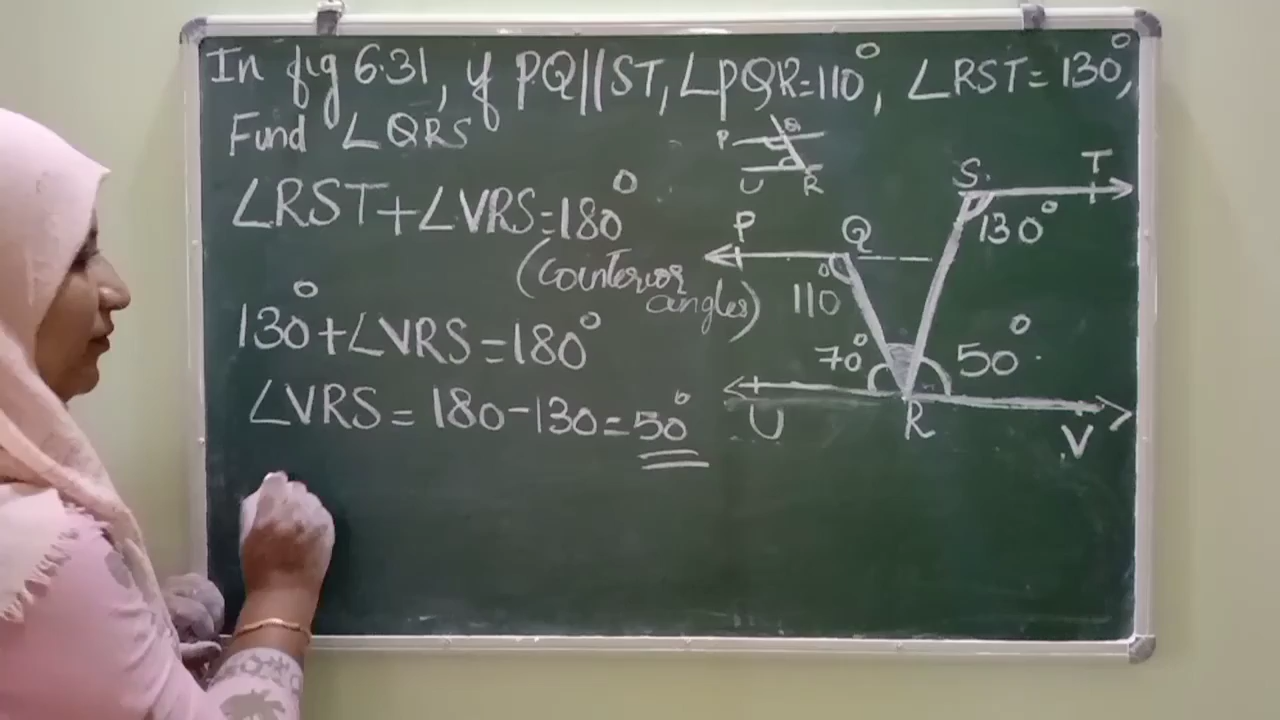 In fig 6.31, if PQ||ST, ∠PQR=110°, ∠RST=130°,
Find ∠QRS
∠RST+∠VRS=180°
(Counterior
angles)
130°+∠VRS=180°
∠VRS=180-130=50°
P Q
U R
S T
130°
P Q
110°
70° 50°
U R V